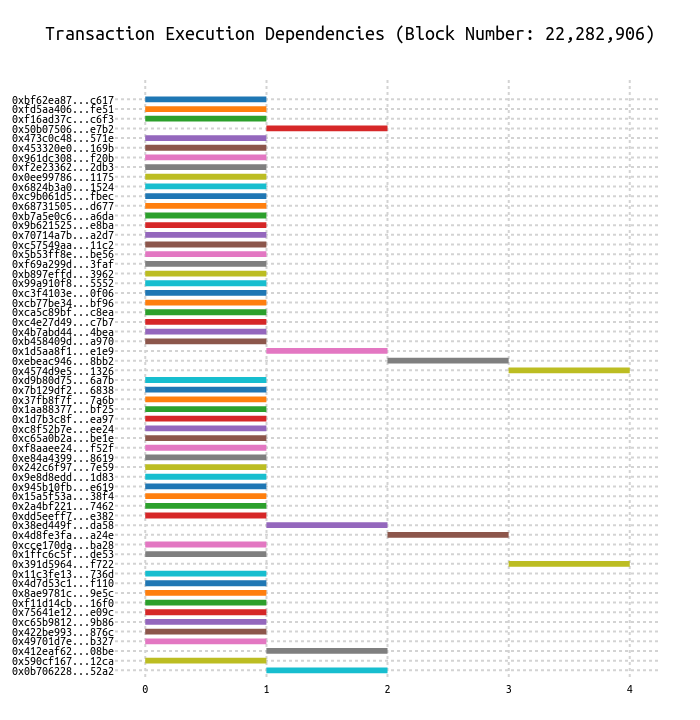 Transaction Execution Dependencies (Block Number: 22,282,906)
0xbf62ea87...c617
0xfd5aa406...fe51
0xf16ad37c...c6f3
0x50b07506...e7b2
0x473c0c48...571e
0x453320e0...169b
0x961dc308...f20b
0xf2e23362...2db3
0x0ee99786...1175
0x6824b3a0...1524
0xc9b061d5...fbec
0x68731505...d677
0xb7a5e0c6...a6da
0x9b621525...e8ba
0x70714a7b...a2d7
0xc57549aa...11c2
0x5b53ff8e...be56
0xf69a299d...3faf
0xb897effd...3962
0x99a910f8...5552
0xc3f4103e...0f06
0xcb77be34...bf96
0xca5c89bf...c8ea
0xc4e27d49...c7b7
0x4b7abd44...4bea
0xb458409d...a970
0x1d5aa8f1...e1e9
0xebeac946...8bb2
0x4574d9e5...1326
0xd9b80d75...6a7b
0x7b129df2...6838
0x37fb8f7f...7a6b
0x1aa88377...bf25
0x1d7b3c8f...ea97
0xc8f52b7e...ee24
0xc65a0b2a...be1e
0xf8aaee24...f52f
0xe84a4399...8619
0x242c6f97...7e59
0x9e8d8edd...1d83
0x945b10fb...e619
0x15a5f53a...38f4
0x2a4bf221...7462
0xdd5eeff7...e382
0x38ed449f...da58
0x4d8fe3fa...a24e
0xcce170da...ba28
0x1ffc6c5f...de53
0x391d5964...f722
0x11c3fe13...736d
0x4d7d53c1...f110
0x8ae9781c...9e5c
0xf11d14cb...16f0
0x75641e12...e09c
0xc65b9812...9b86
0x422be993...876c
0x49701d7e...b327
0x412eaf62...08be
0x590cf167...12ca
0x0b706228...52a2
0 1 2 3 4